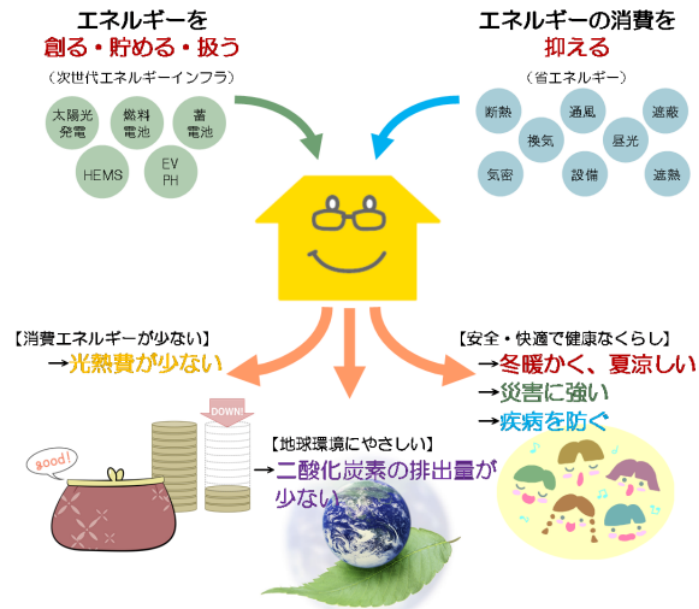 エネルギーを
創る・貯める・扱う
（次世代エネルギーインフラ）
太陽光
発電
燃料
電池
蓄
電池
HEMS
EV
PH
エネルギーの消費を
抑える
（省エネルギー）
断熱
通風
遮蔽
換気
昼光
気密
設備
遮熱
【消費エネルギーが少ない】
→光熱費が少ない
DOWN!
good!
【地球環境にやさしい】
→二酸化炭素の排出量が
少ない
【安全・快適で健康なくらし】
→冬暖かく、夏涼しい
→災害に強い
→疾病を防ぐ